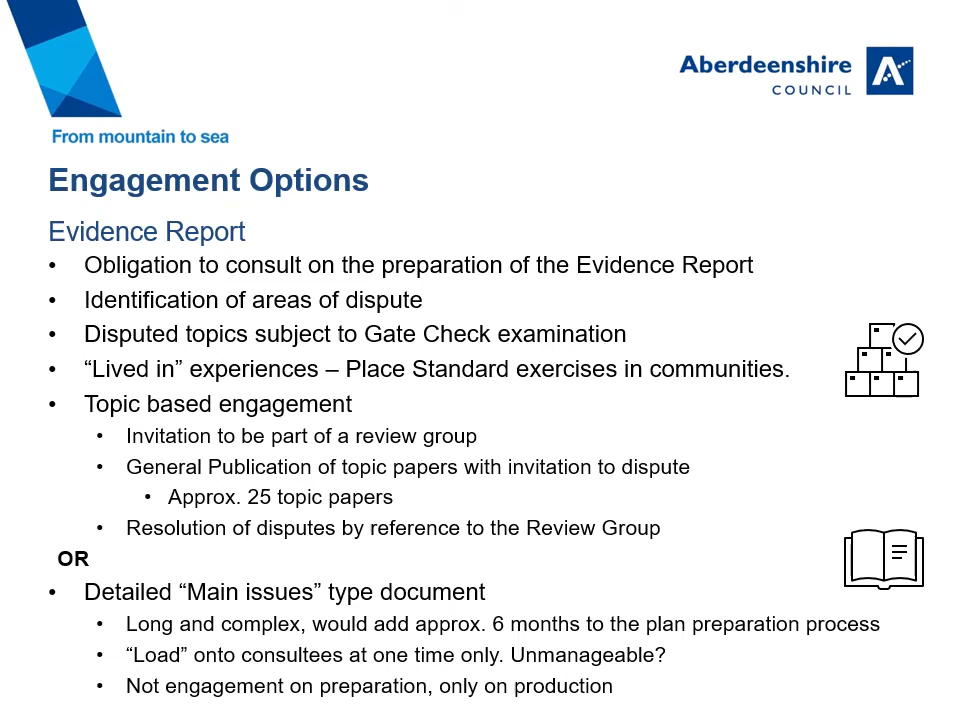 Aberdeenshire
COUNCIL
From mountain to sea
Engagement Options
Evidence Report
• Obligation to consult on the preparation of the Evidence Report
• Identification of areas of dispute
• Disputed topics subject to Gate Check examination
• “Lived in” experiences – Place Standard exercises in communities.
• Topic based engagement
• Invitation to be part of a review group
• General Publication of topic papers with invitation to dispute
• Approx. 25 topic papers
• Resolution of disputes by reference to the Review Group
OR
• Detailed “Main issues” type document
• Long and complex, would add approx. 6 months to the plan preparation process
• “Load” onto consultees at one time only. Unmanageable?
• Not engagement on preparation, only on production